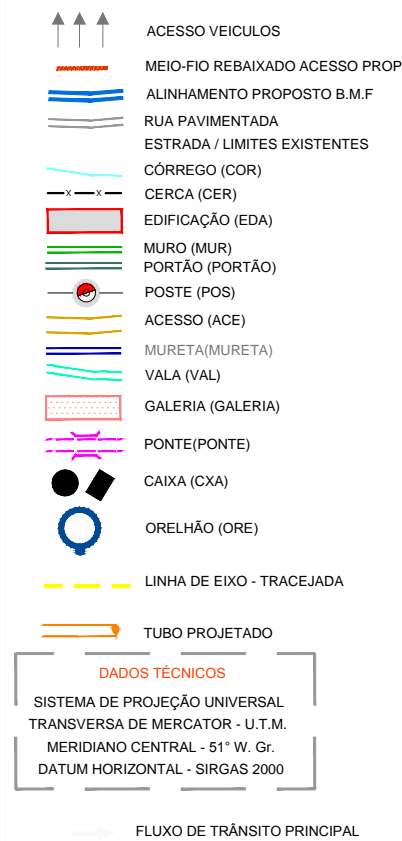 ACESSO VEICULOS
MEIO-FIO REBAIXADO ACESSO PROP
ALINHAMENTO PROPOSTO B.M.F
RUA PAVIMENTADA
ESTRADA / LIMITES EXISTENTES
CÓRREGO (COR)
x x
CERCA (CER)
EDIFICAÇÃO (EDA)
MURO (MUR)
PORTÃO (PORTÃO)
POSTE (POS)
ACESSO (ACE)
MURETA(MURETA)
VALA (VAL)
GALERIA (GALERIA)
PONTE(PONTE)
CAIXA (CXA)
ORELHÃO (ORE)
LINHA DE EIXO - TRACEJADA
TUBO PROJETADO
DADOS TÉCNICOS
SISTEMA DE PROJEÇÃO UNIVERSAL
TRANSVERSA DE MERCATOR - U.T.M.
MERIDIANO CENTRAL - 51° W. Gr.
DATUM HORIZONTAL - SIRGAS 2000
FLUXO DE TRÂNSITO PRINCIPAL